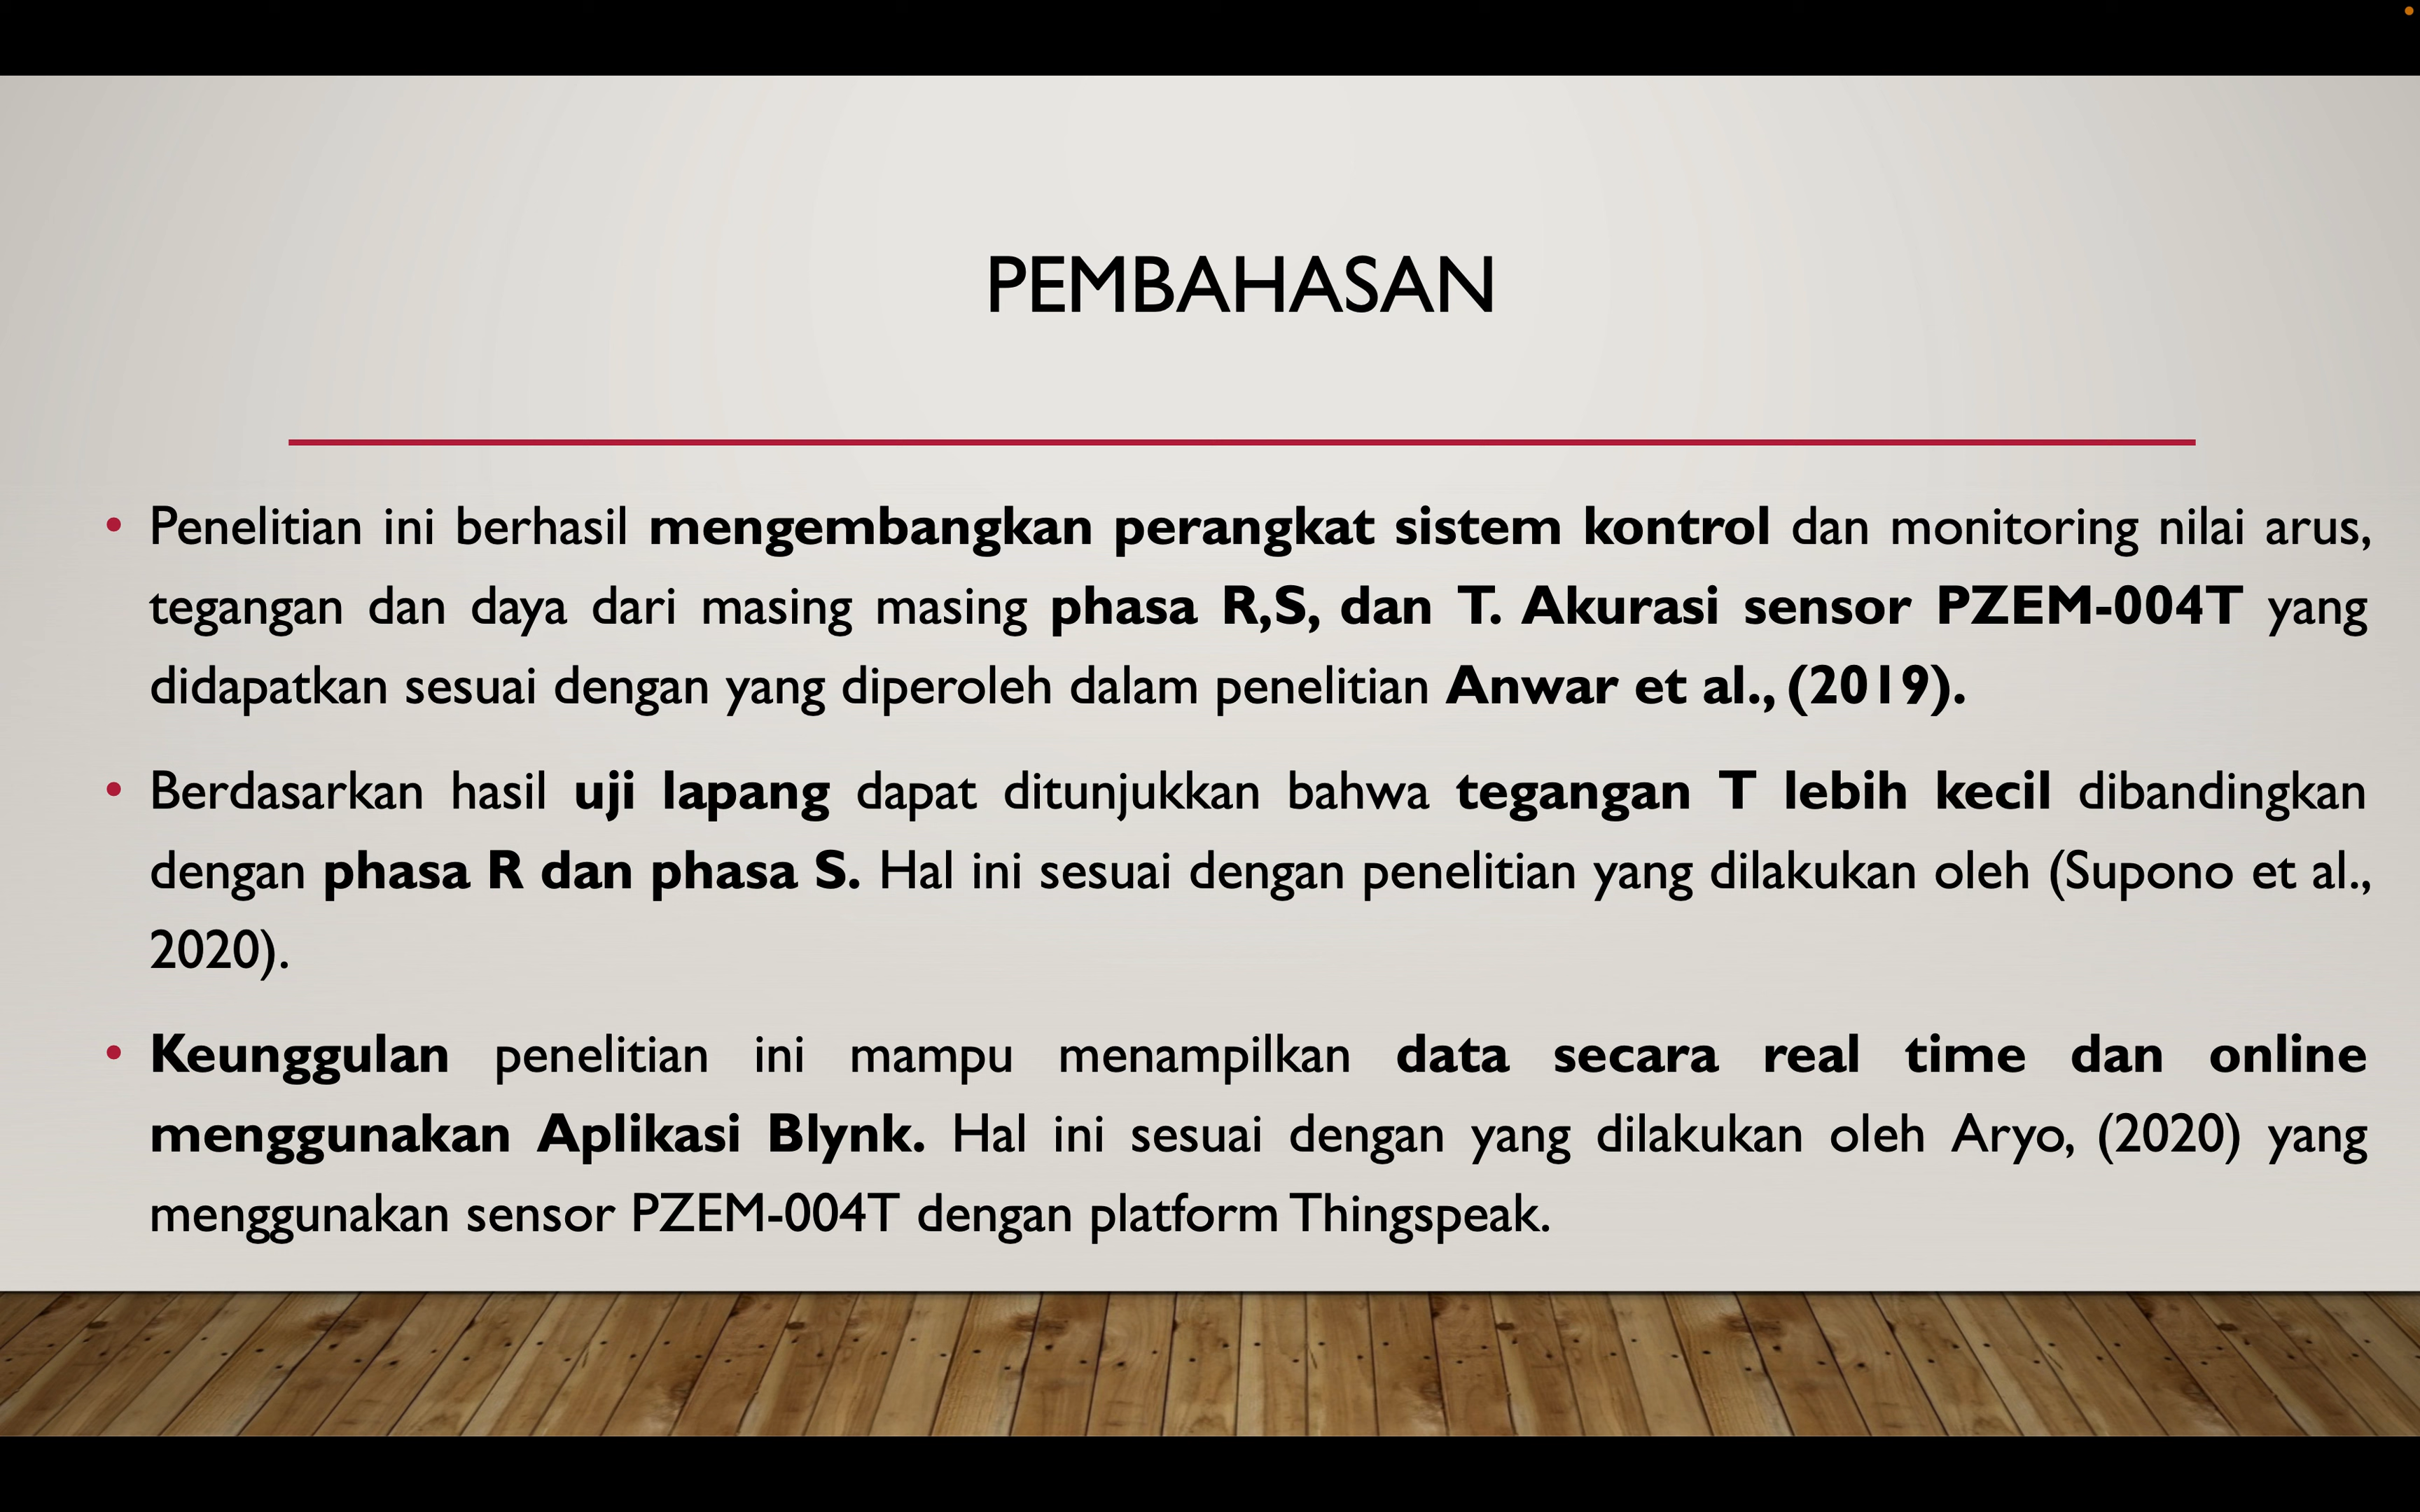 PEMBAHASAN
• Penelitian ini berhasil mengembangkan perangkat sistem kontrol dan monitoring nilai arus,
tegangan dan daya dari masing masing phasa R,S, dan T. Akurasi sensor PZEM-004T yang
didapatkan sesuai dengan yang diperoleh dalam penelitian Anwar et al., (2019).
• Berdasarkan hasil uji lapang dapat ditunjukkan bahwa tegangan T lebih kecil dibandingkan
dengan phasa R dan phasa S. Hal ini sesuai dengan penelitian yang dilakukan oleh (Supono et al.,
2020).
• Keunggulan penelitian ini mampu menampilkan data secara real time dan online
menggunakan Aplikasi Blynk. Hal ini sesuai dengan yang dilakukan oleh Aryo, (2020) yang
menggunakan sensor PZEM-004T dengan platform Thingspeak.